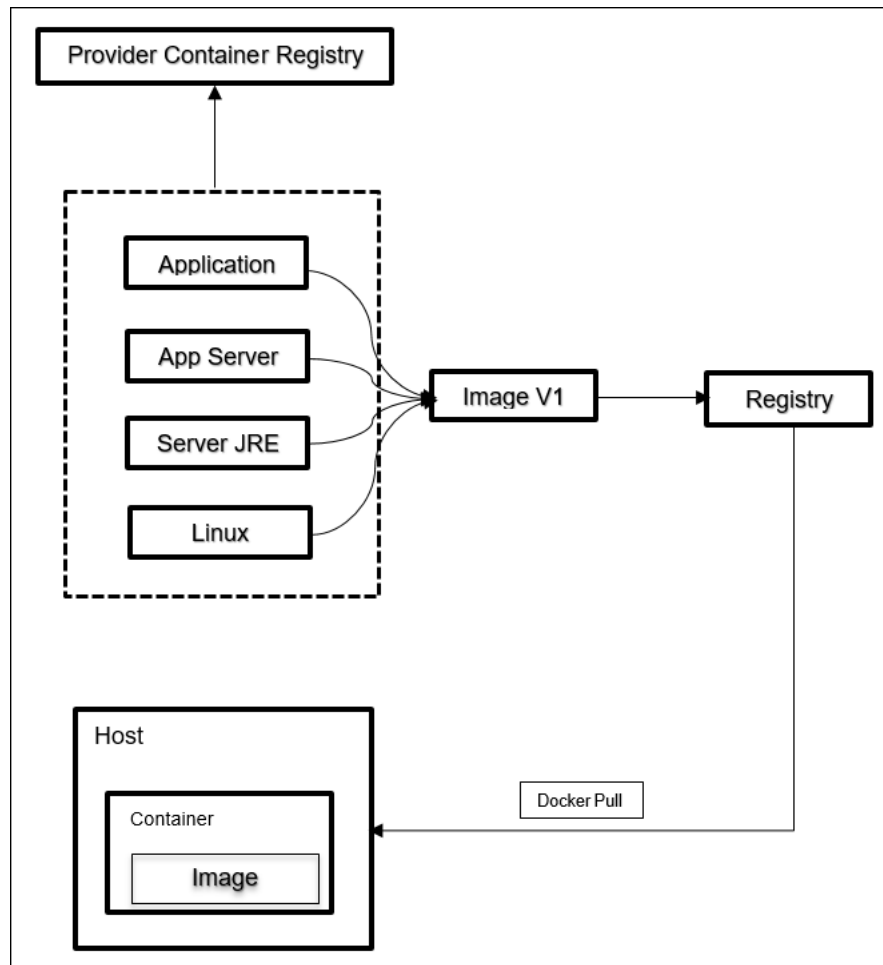 Provider Container Registry
Application
App Server
Server JRE
Linux
Image V1
Registry
Host
Container
Image
Docker Pull